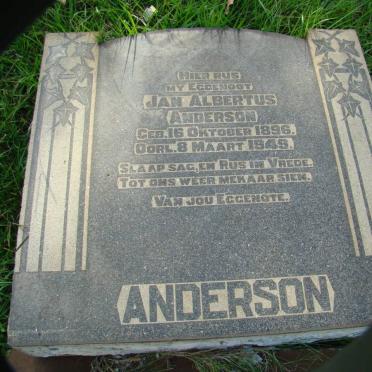 HIER RUS
MY EGGENOOT
JAN ALBERTUS
ANDERSON
GEB. 16 OKTOBER 1896.
OORL. 8 MAART 1949.
SLAAP SAG, EN RUS IN VREDE.
TOT ONS WEER MEKAAR SIEN.
VAN JOU EGGENOTE.
ANDERSON